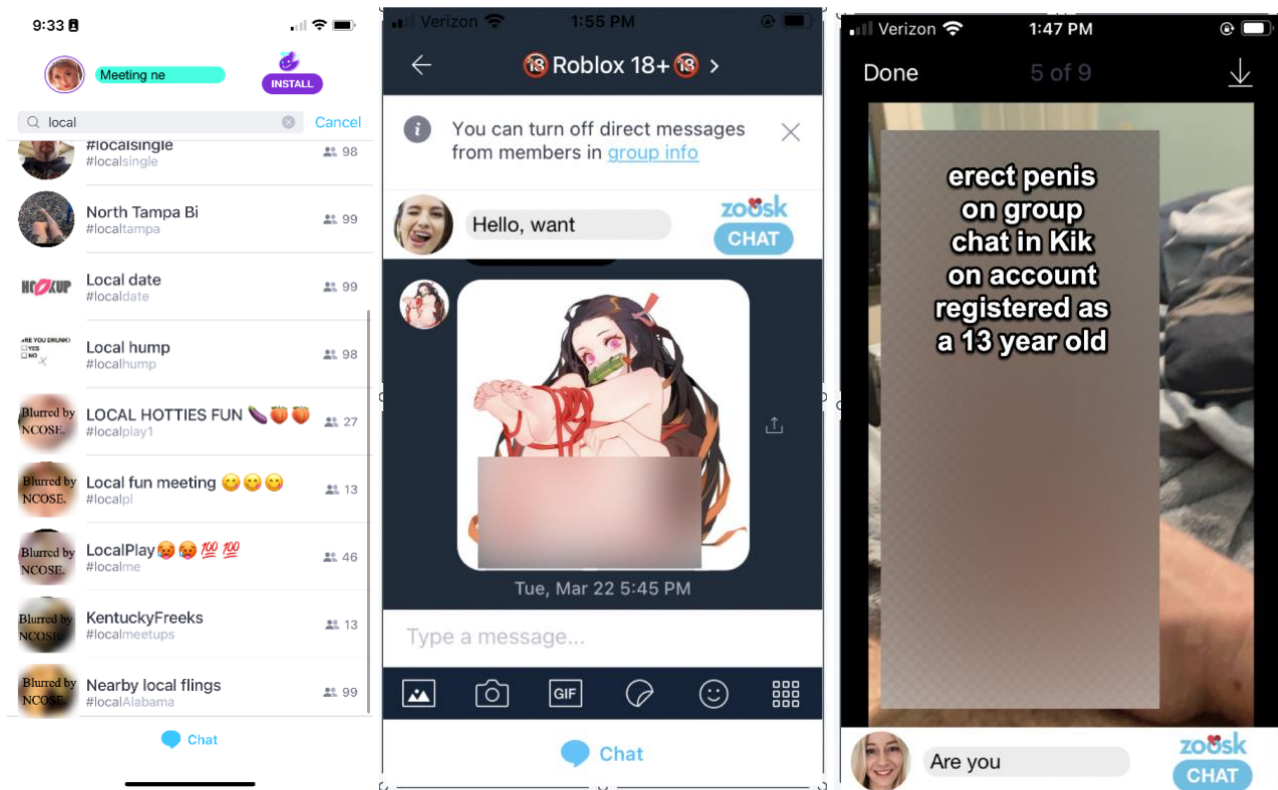 9:33
Meeting ne
INSTALL
local
Cancel
#localsingle
#localsingle
98
North Tampa Bi
#localtampa
99
HOOKUP
Local date
#localdate
99
ARE YOU DRUNK?
YES
NO
Local hump
#localhump
98
Blurred by
NCOSE.
LOCAL HOTTIES FUN 🍆🍑🍑
#localplay1
27
Blurred by
NCOSE.
Local fun meeting 😋😋😋
#localpl
13
Blurred by
NCOSE.
LocalPlay🥵🥵💯💯
#localme
46
Blurred by
NCOSE.
KentuckyFreeks
#localmeetups
13
Blurred by
NCOSE.
Nearby local flings
#localAlabama
99
Chat
Verizon 1:55 PM
🔞Roblox 18+🔞 >
You can turn off direct messages
from members in group info
Hello, want
zoosk
CHAT
Tue, Mar 22 5:45 PM
Type a message...
GIF
Chat
Verizon 1:47 PM
Done 5 of 9
erect penis
on group
chat in Kik
on account
registered as
a 13 year old
Are you
zoosk
CHAT